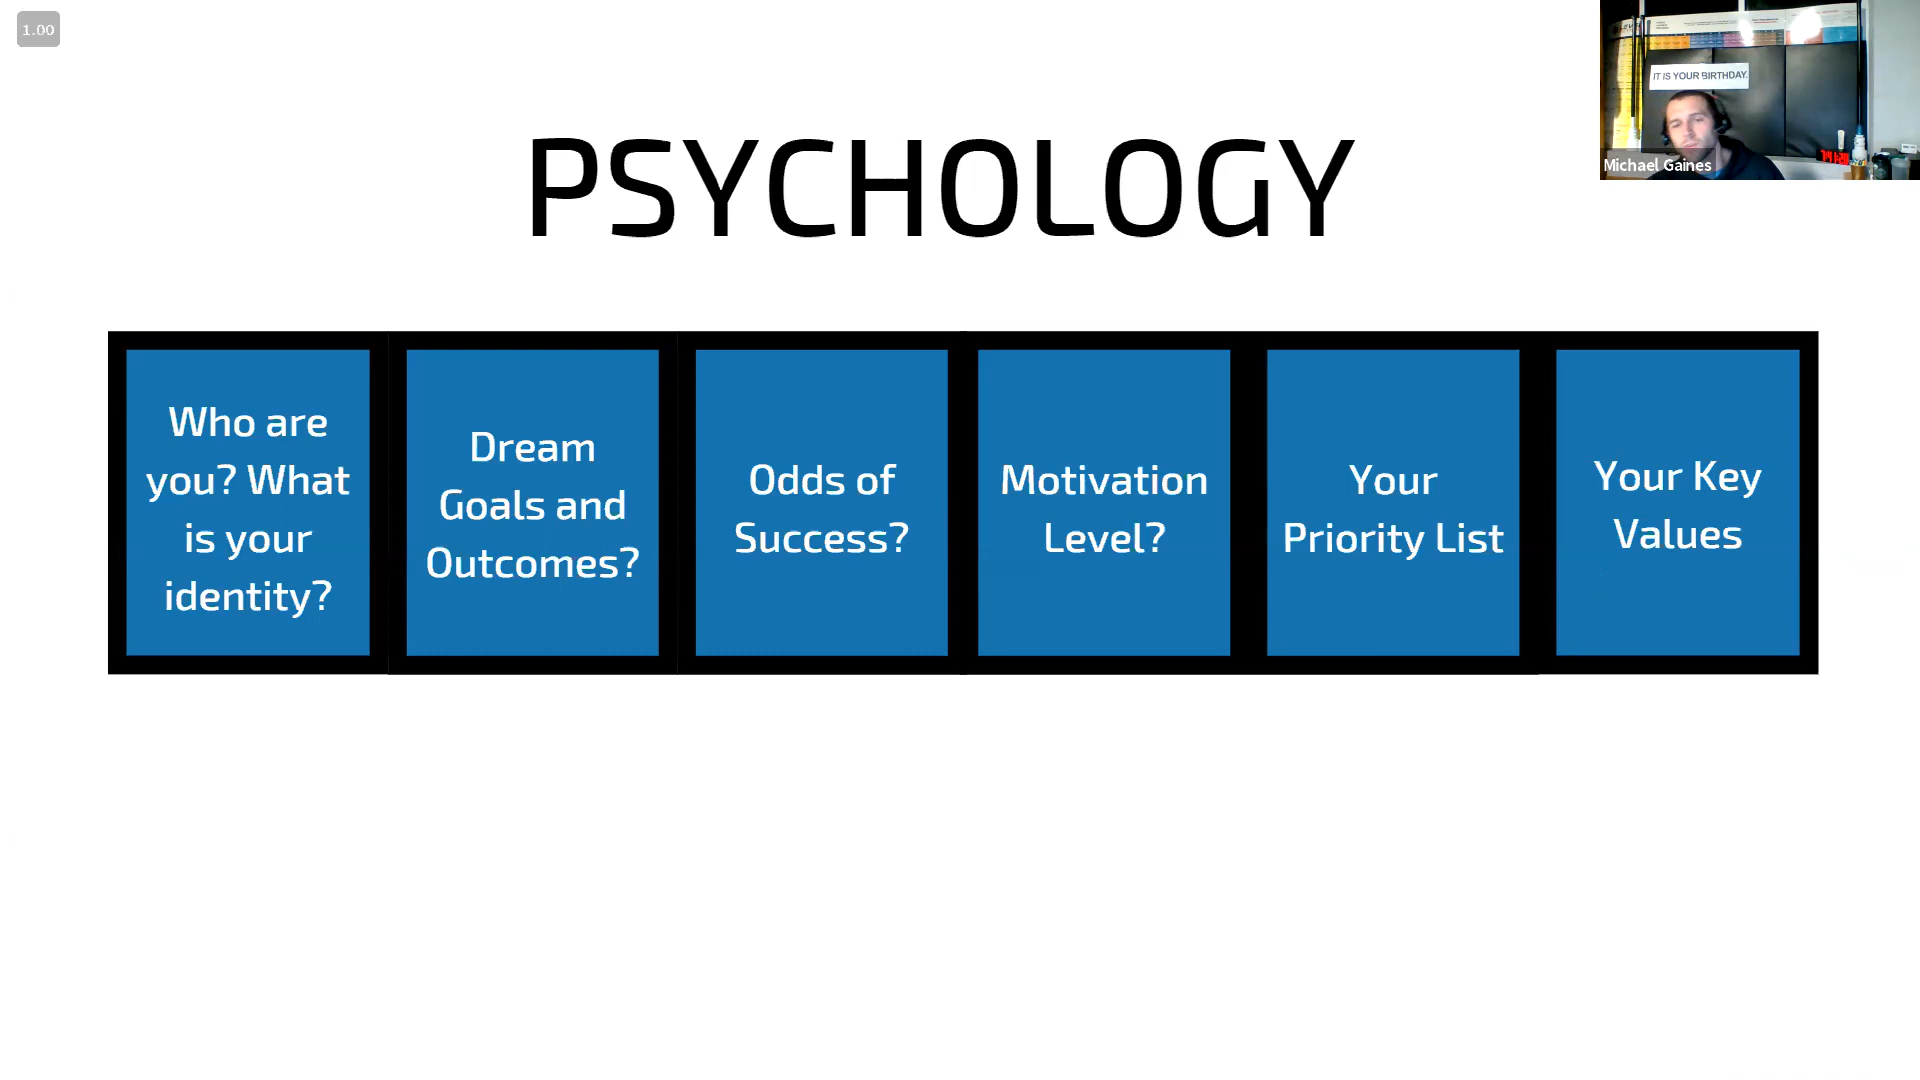 1.00
IT IS YOUR BIRTHDAY.
Michael Gaines
PSYCHOLOGY
Who are
you? What
is your
identity?
Dream
Goals and
Outcomes?
Odds of
Success?
Motivation
Level?
Your
Priority List
Your Key
Values